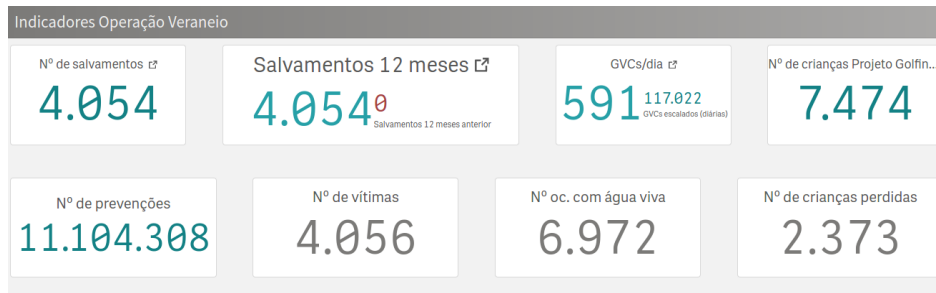 Indicadores Operação Veraneio
Nº de salvamentos
4.054
Salvamentos 12 meses
4.054 0
Salvamentos 12 meses anterior
GVCs/dia
591 117.022
GVCs escalados (diárias)
Nº de crianças Projeto Golfin...
7.474
Nº de prevenções
11.104.308
Nº de vítimas
4.056
Nº oc. com água viva
6.972
Nº de crianças perdidas
2.373